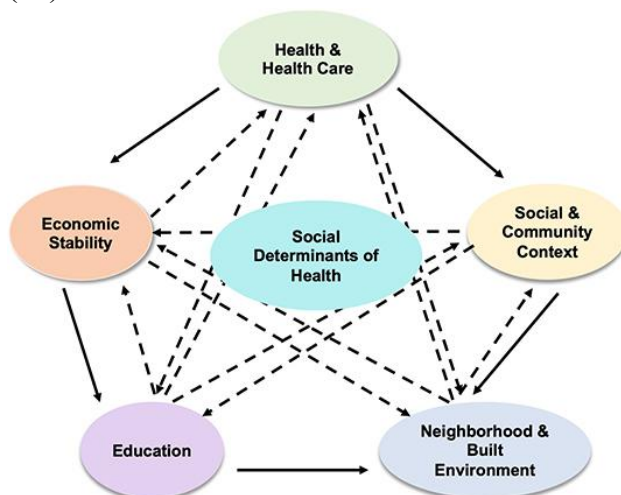 Health &
Health Care
Economic
Stability
Social
Determinants of
Health
Social &
Community
Context
Education
Neighborhood &
Built
Environment